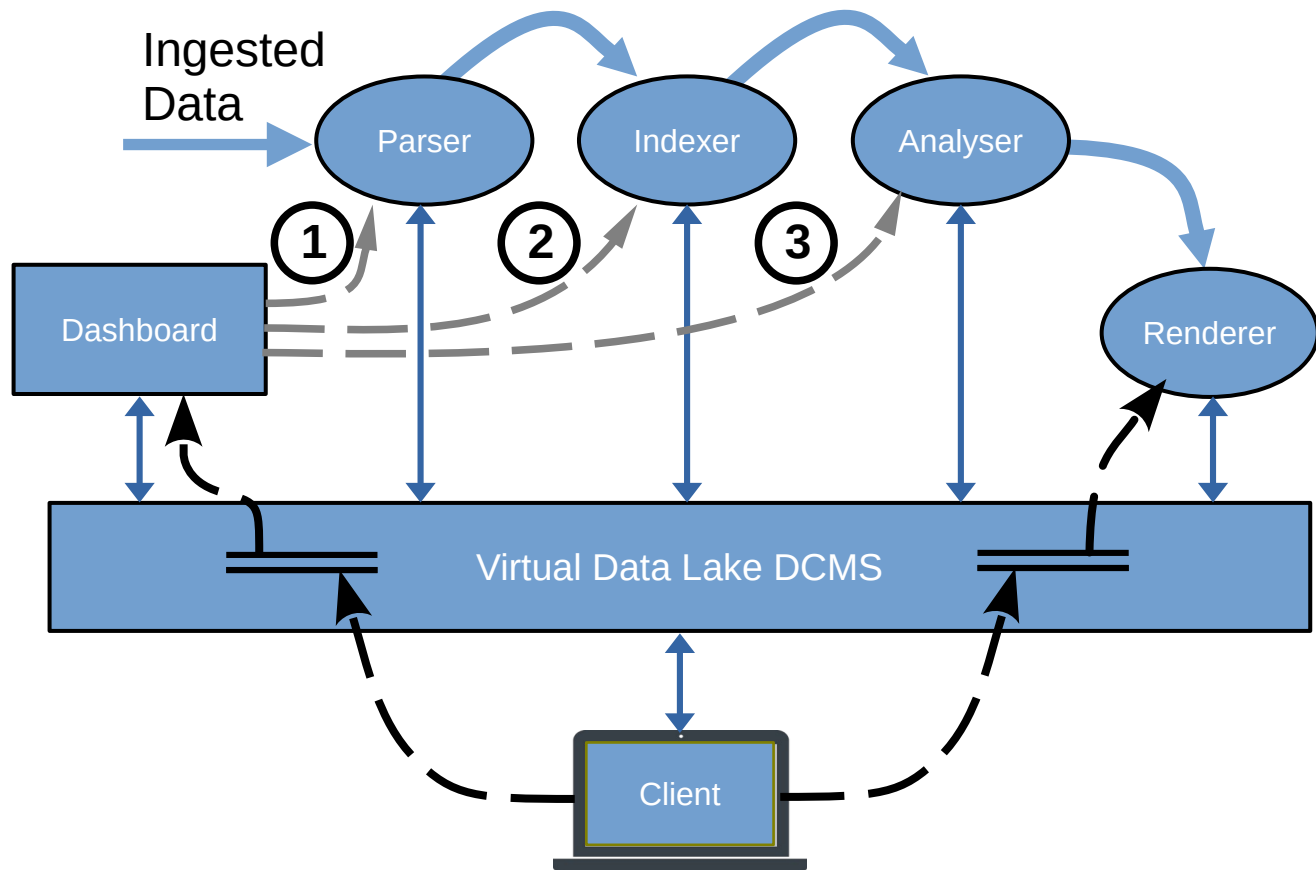 Ingested
Data
Parser
Indexer
Analyser
1
2
3
Dashboard
Renderer
Virtual Data Lake DCMS
Client